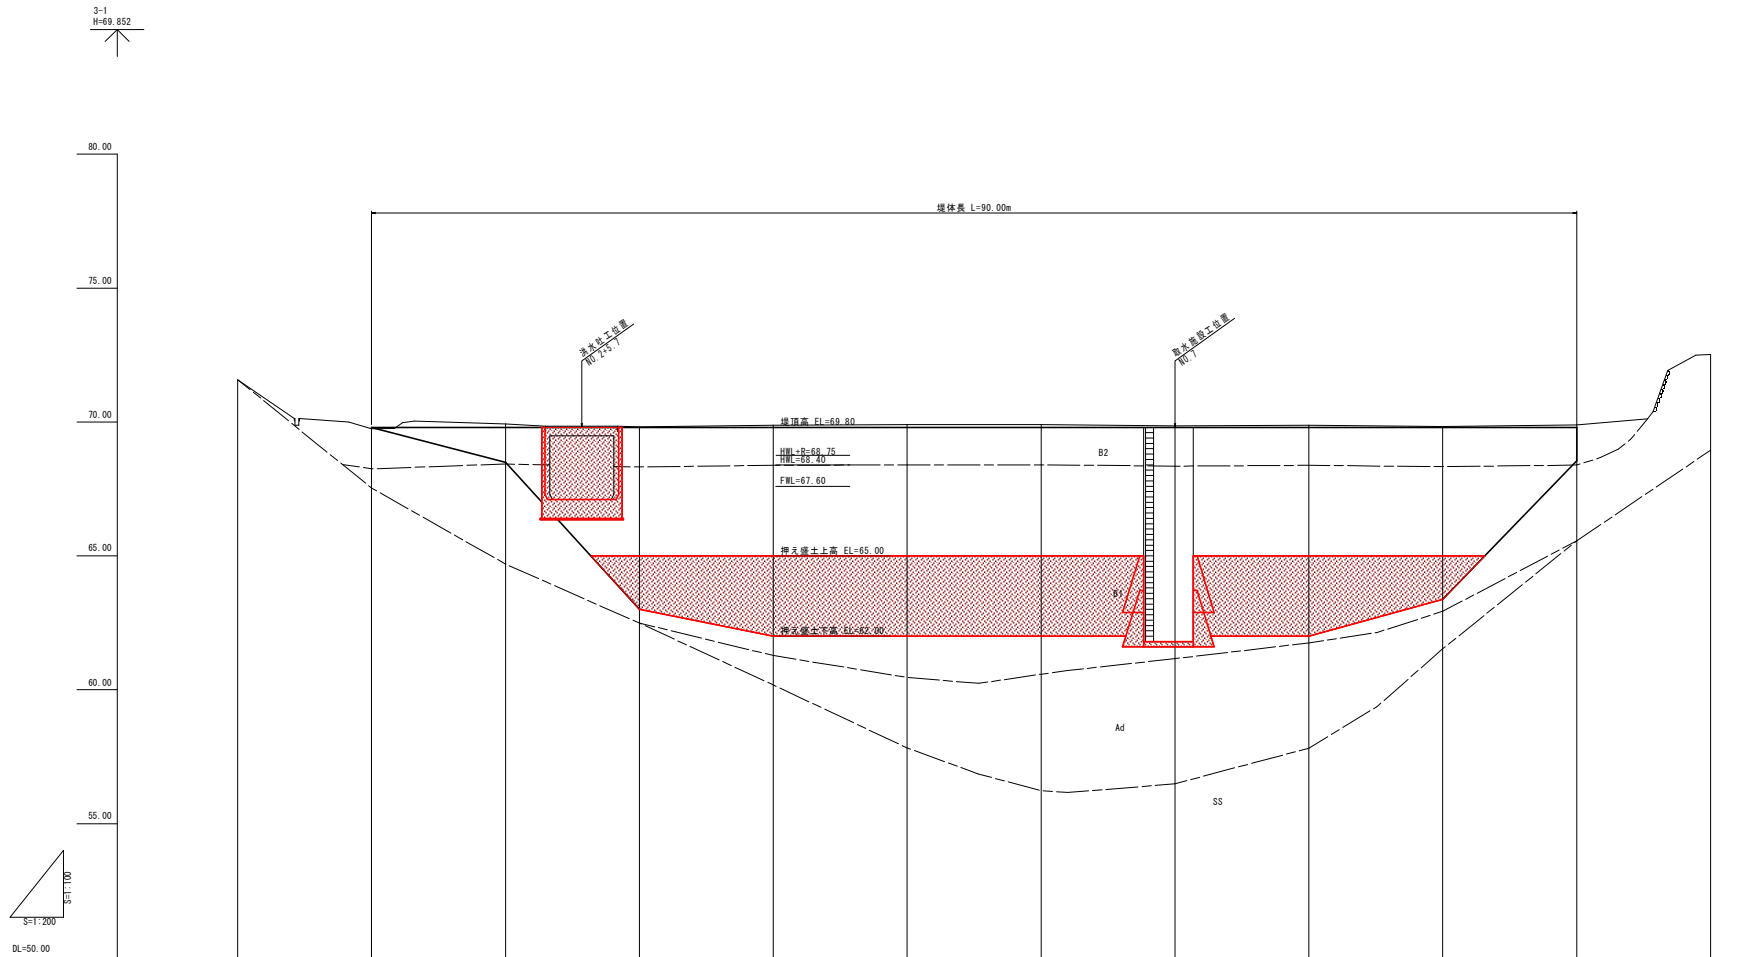 3-1
H=69.852
80.00
堤体長 L=90.00m
75.00
洪水吐工位置
NO.2+5.7
取水施設工位置
NO.7
70.00
堤頂高 EL=69.80
HWL+R=68.75
HWL=68.40
B2
FWL=67.60
65.00
押え盛土上高 EL=65.00
B1
押え盛土下高 EL=62.00
60.00
Ad
SS
55.00
S=1:100
S=1:200
DL=50.00